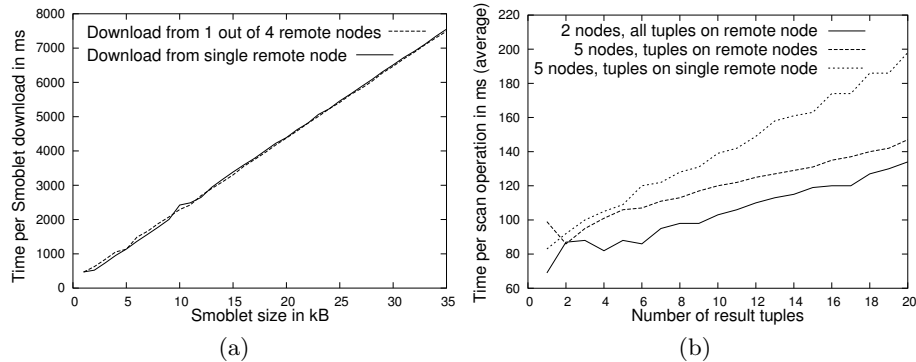 8000
7000
6000
5000
4000
3000
2000
1000
0
Time per Smoblet download in ms
Download from 1 out of 4 remote nodes
Download from single remote node
0 5 10 15 20 25 30 35
Smoblet size in kB
(a)
220
200
180
160
140
120
100
80
60
Time per scan operation in ms (average)
2 nodes, all tuples on remote node
5 nodes, tuples on remote nodes
5 nodes, tuples on single remote node
0 2 4 6 8 10 12 14 16 18 20
Number of result tuples
(b)